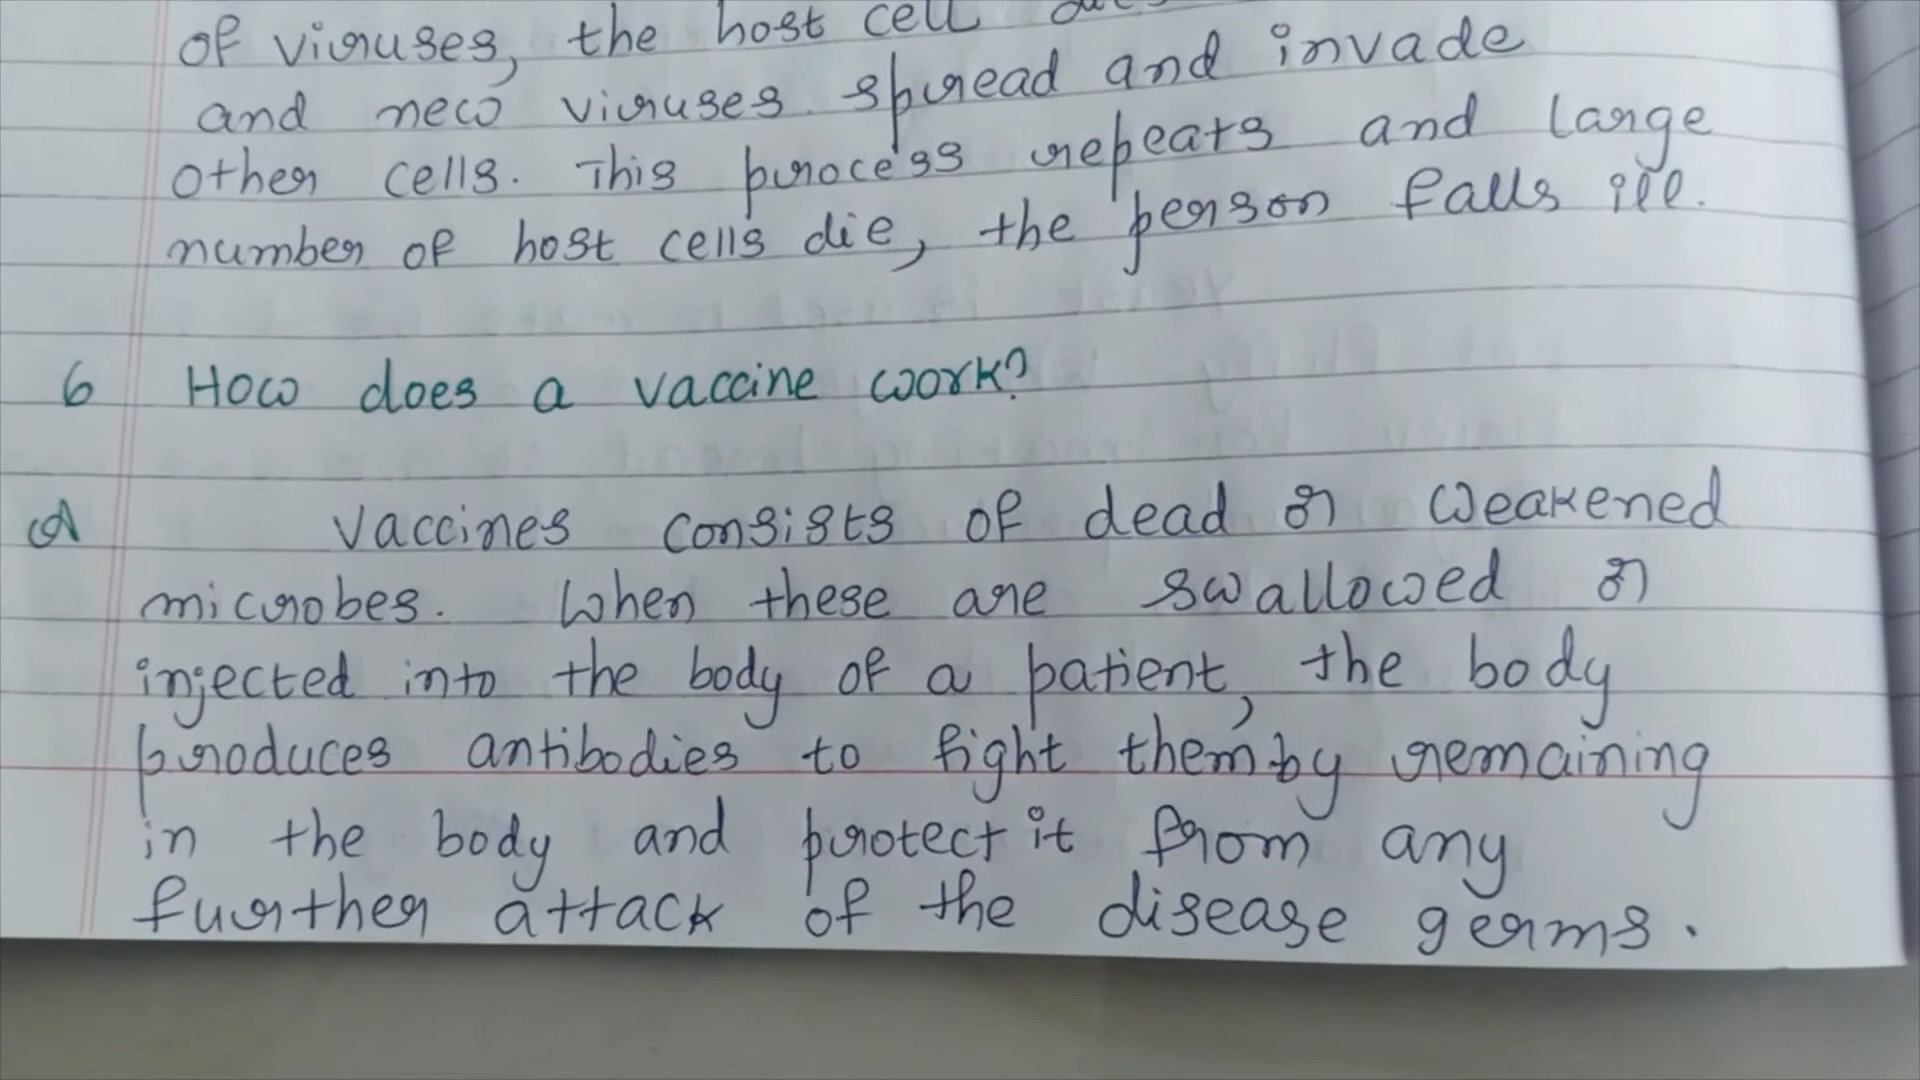 of viruses, the host cell
and new viruses spread and invade
other cells. This process repeats and large
number of host cells die, the person falls ill.
6 How does a vaccine work?
A Vaccines consists of dead or weakened
microbes. When these are swallowed or
injected into the body of a patient, the body
produces antibodies to fight them by remaining
in the body and protect it from any
further attack of the disease germs.